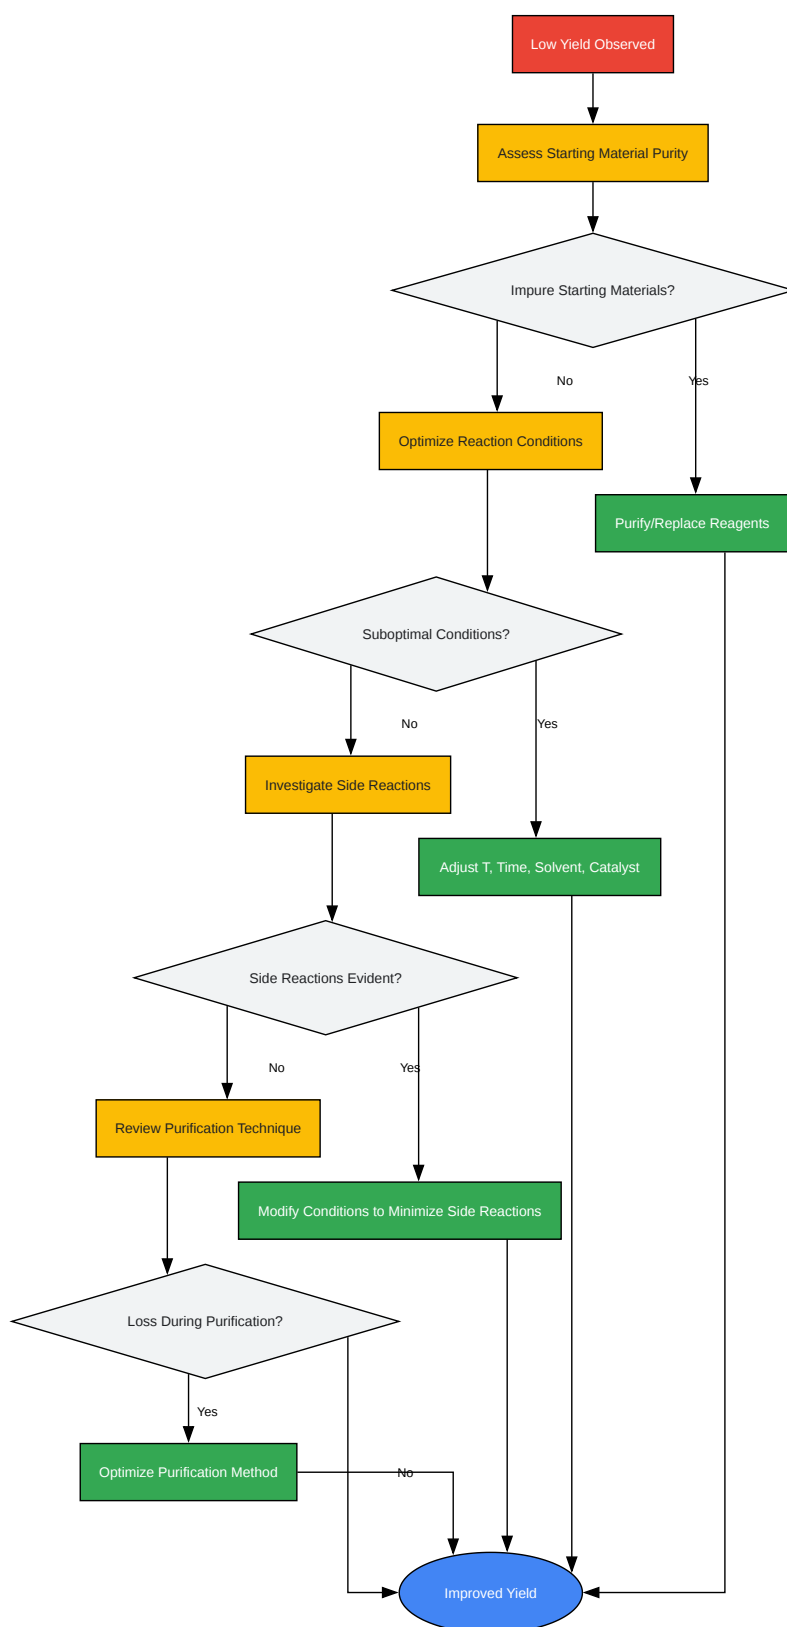 Low Yield Observed
Assess Starting Material Purity
Impure Starting Materials?
No
Yes
Optimize Reaction Conditions
Purify/Replace Reagents
Suboptimal Conditions?
No
Yes
Investigate Side Reactions
Adjust T, Time, Solvent, Catalyst
Side Reactions Evident?
No
Yes
Review Purification Technique
Modify Conditions to Minimize Side Reactions
Loss During Purification?
Yes
Optimize Purification Method
No
Improved Yield